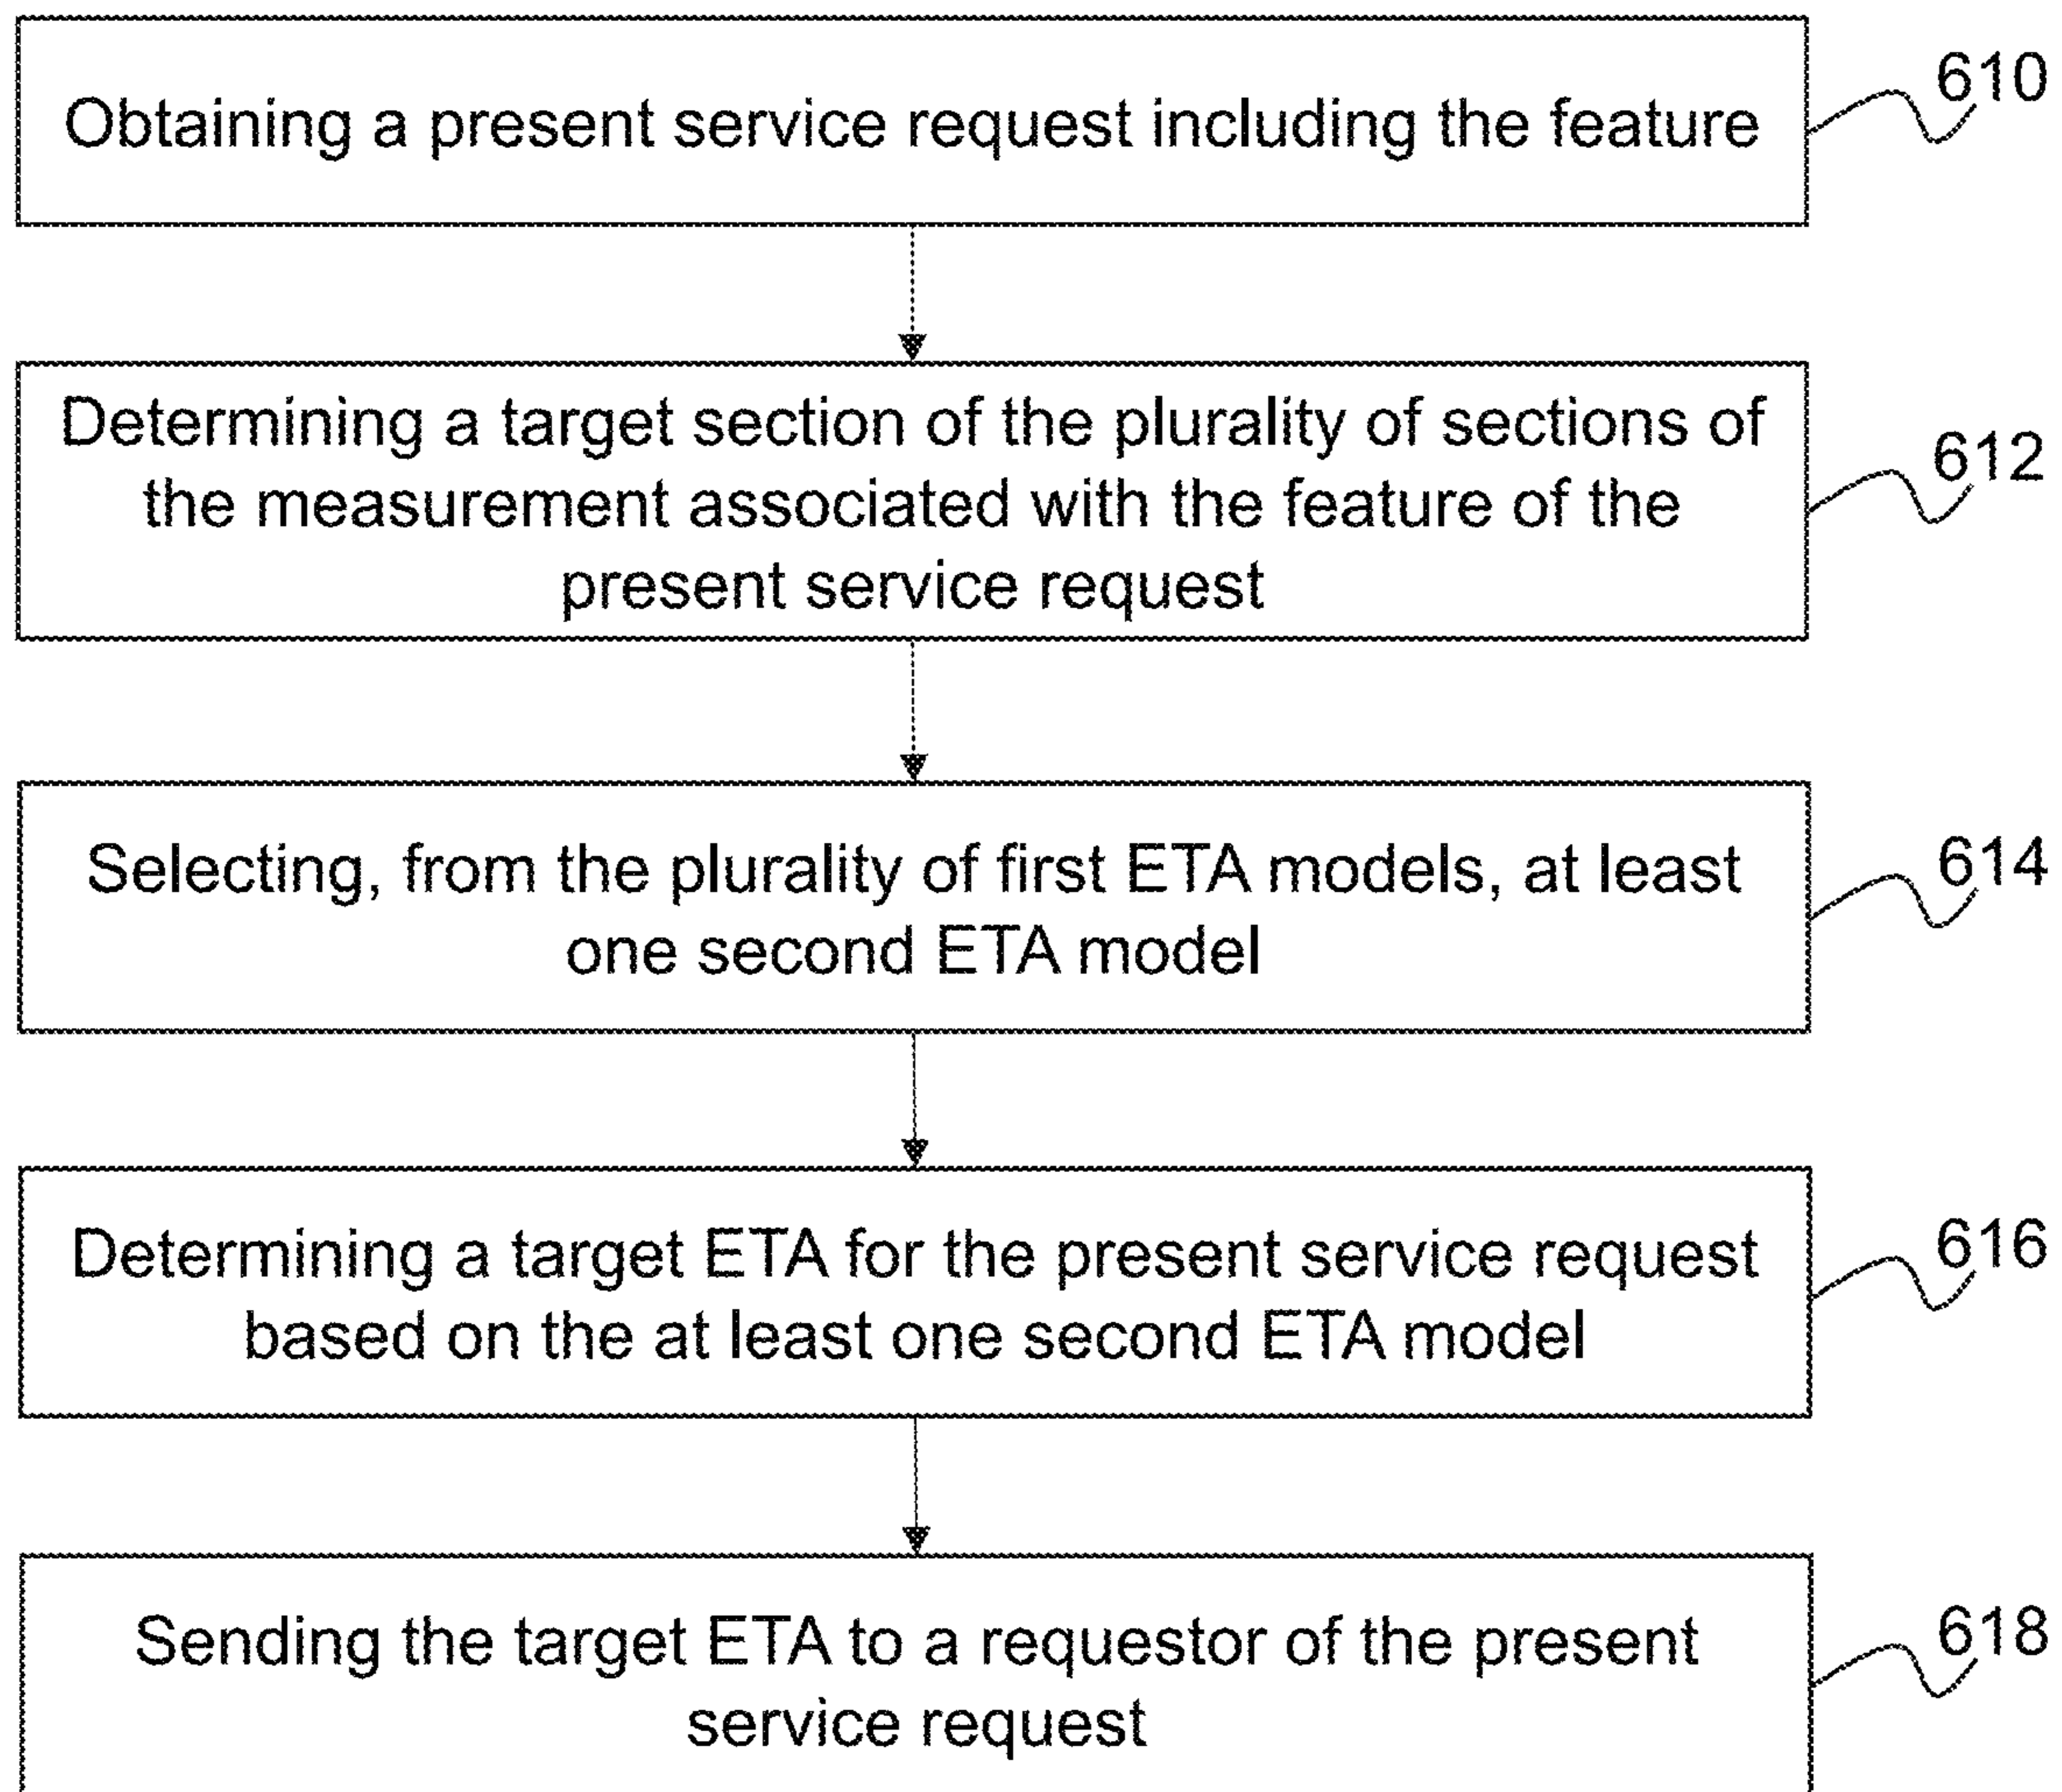 Obtaining a present service request including the feature
610
Determining a target section of the plurality of sections of
the measurement associated with the feature of the
present service request
612
Selecting, from the plurality of first ETA models, at least
one second ETA model
614
Determining a target ETA for the present service request
based on the at least one second ETA model
616
Sending the target ETA to a requestor of the present
service request
618